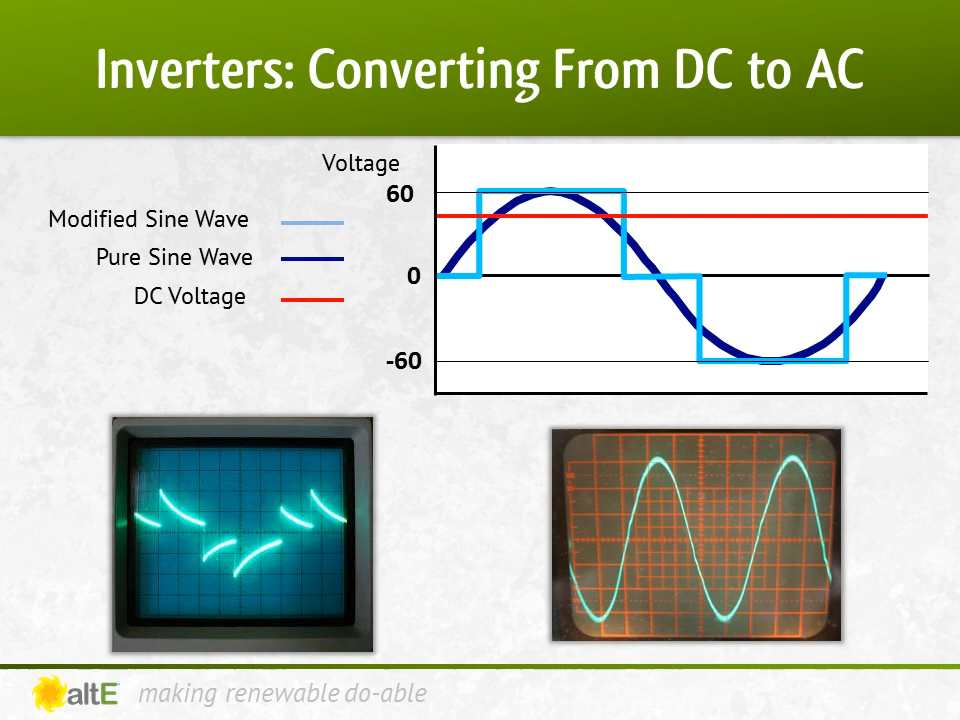 Inverters: Converting From DC to AC
Voltage
60
Modified Sine Wave
Pure Sine Wave
0
DC Voltage
-60
altE making renewable do-able